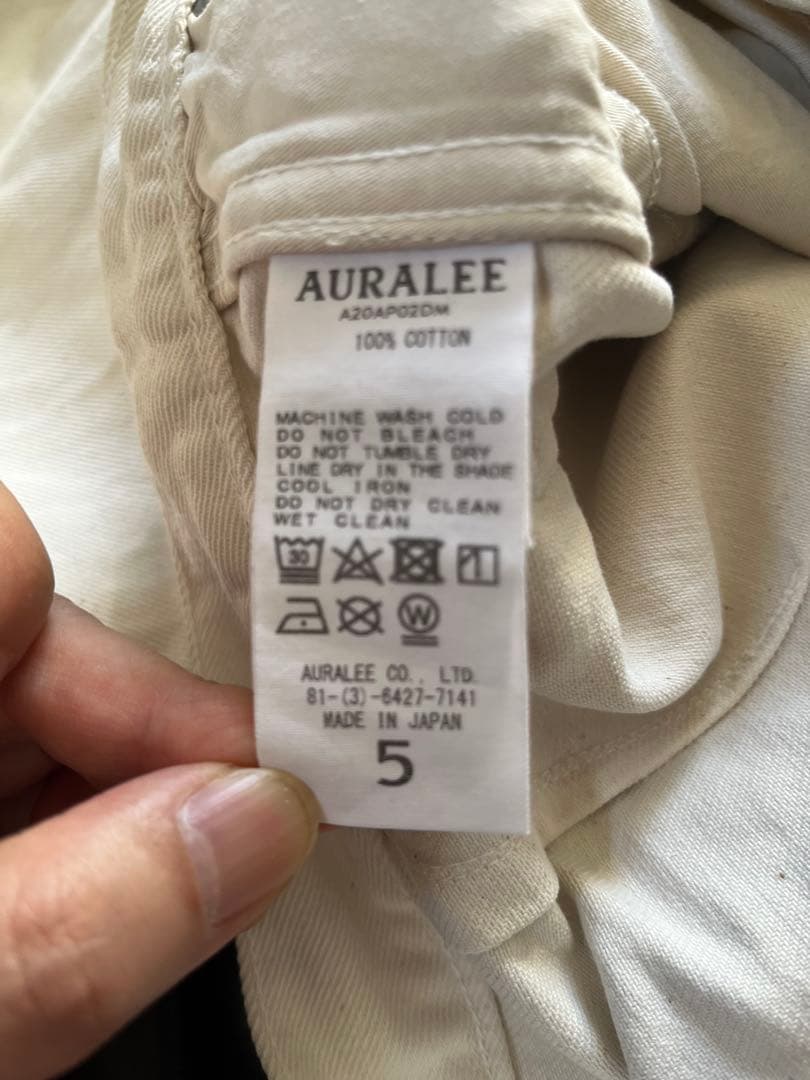 AURALEE
A20AP02DM
100% COTTON
MACHINE WASH COLD
DO NOT BLEACH
DO NOT TUMBLE DRY
LINE DRY IN THE SHADE
COOL IRON
DO NOT DRY CLEAN
WET CLEAN
30
W
AURALEE CO., LTD.
81-(3)-6427-7141
MADE IN JAPAN
5